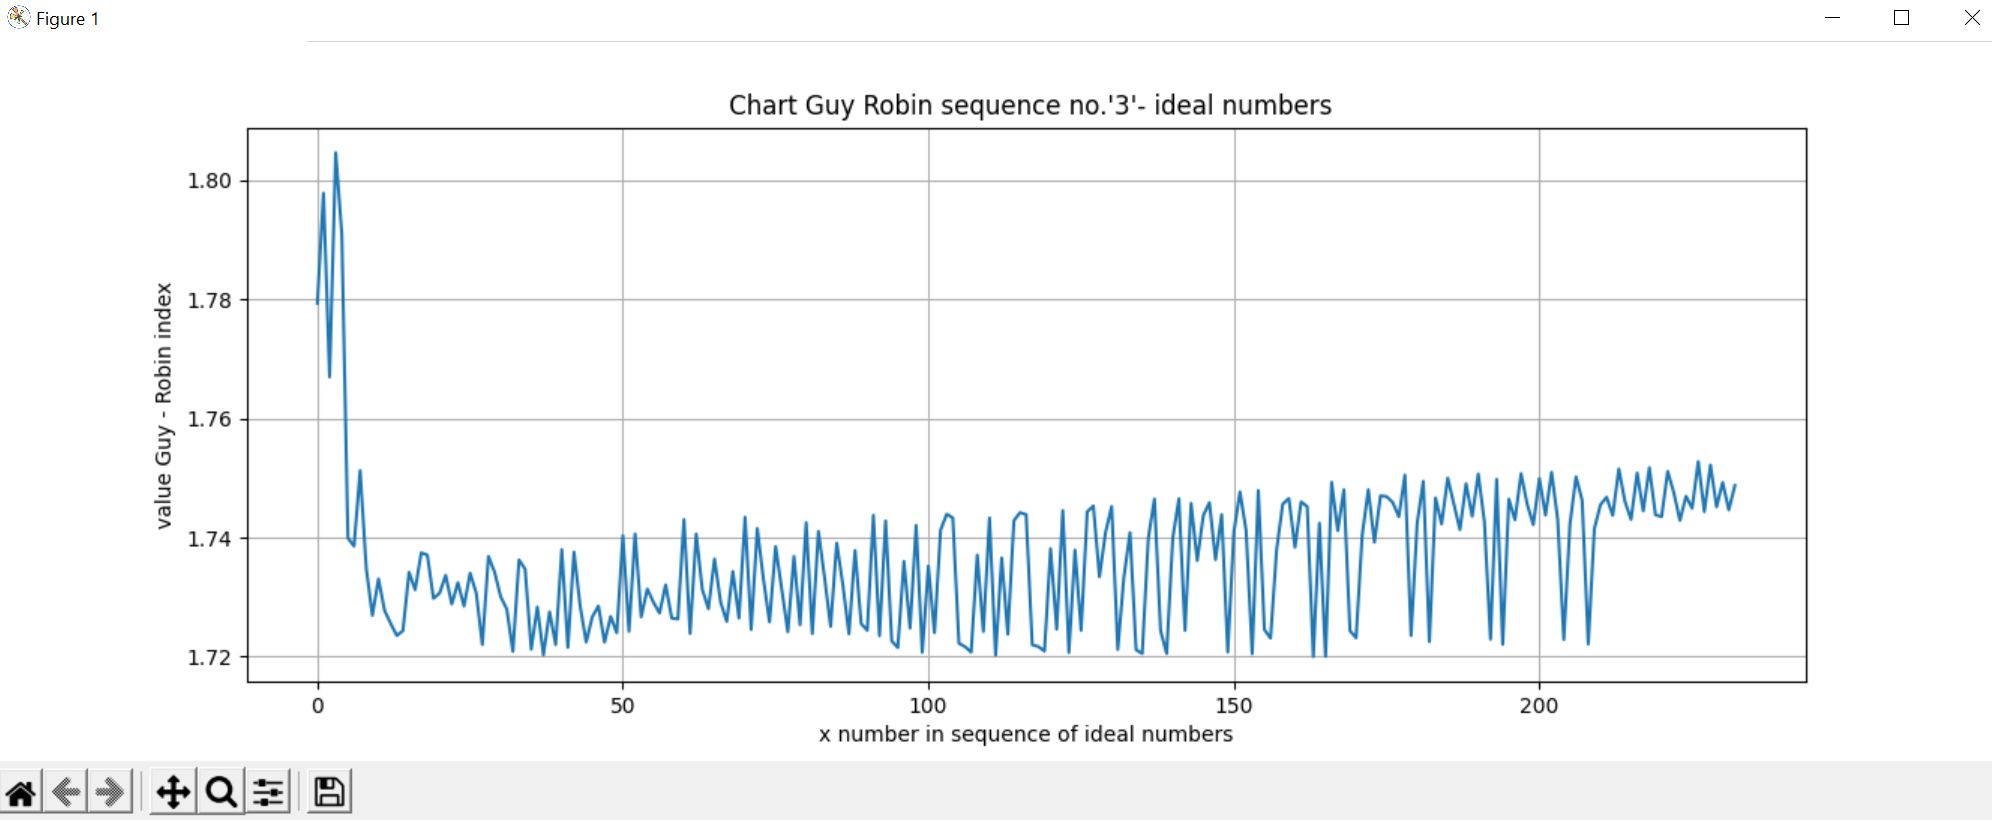 Figure 1
Chart Guy Robin sequence no.'3'- ideal numbers
value Guy - Robin index
1.80
1.78
1.76
1.74
1.72
0 50 100 150 200
x number in sequence of ideal numbers